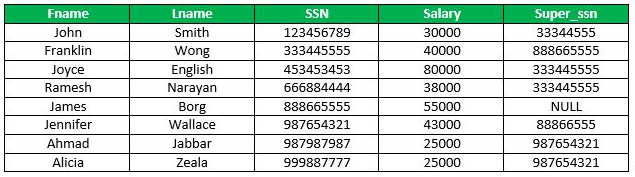 Fname Lname SSN Salary Super_ssn
John Smith 123456789 30000 33344555
Franklin Wong 333445555 40000 888665555
Joyce English 453453453 80000 333445555
Ramesh Narayan 666884444 38000 333445555
James Borg 888665555 55000 NULL
Jennifer Wallace 987654321 43000 88866555
Ahmad Jabbar 987987987 25000 987654321
Alicia Zeala 999887777 25000 987654321